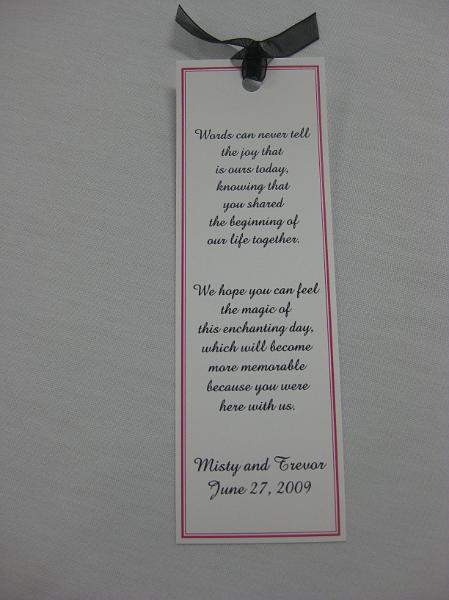 Words can never tell
the joy that
is ours today,
knowing that
you shared
the beginning of
our life together.
We hope you can feel
the magic of
this enchanting day,
which will become
more memorable
because you were
here with us.
Misty and Trevor
June 27, 2009